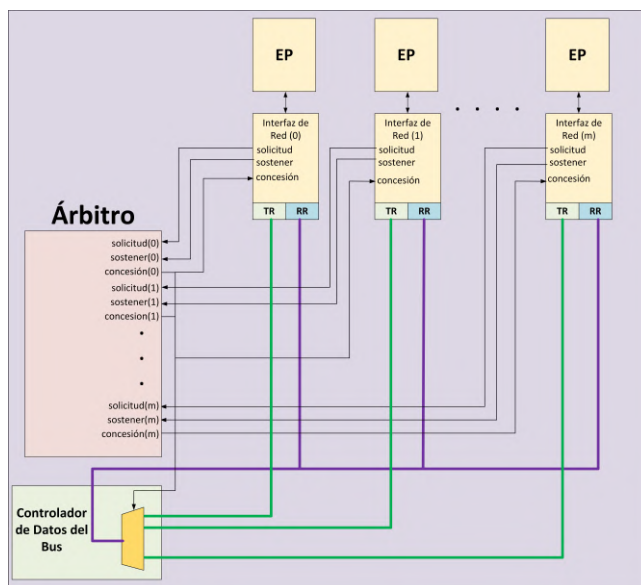 EP
EP
EP
Interfaz de
Red (0)
solicitud
sostener
concesión
TR
RR
Interfaz de
Red (1)
solicitud
sostener
concesión
TR
RR
Interfaz de
Red (m)
solicitud
sostener
concesión
TR
RR
Árbitro
solicitud(0)
sostener(0)
concesión(0)
solicitud(1)
sostener(1)
concesion(1)
solicitud(m)
sostener(m)
concesión(m)
Controlador
de Datos del
Bus